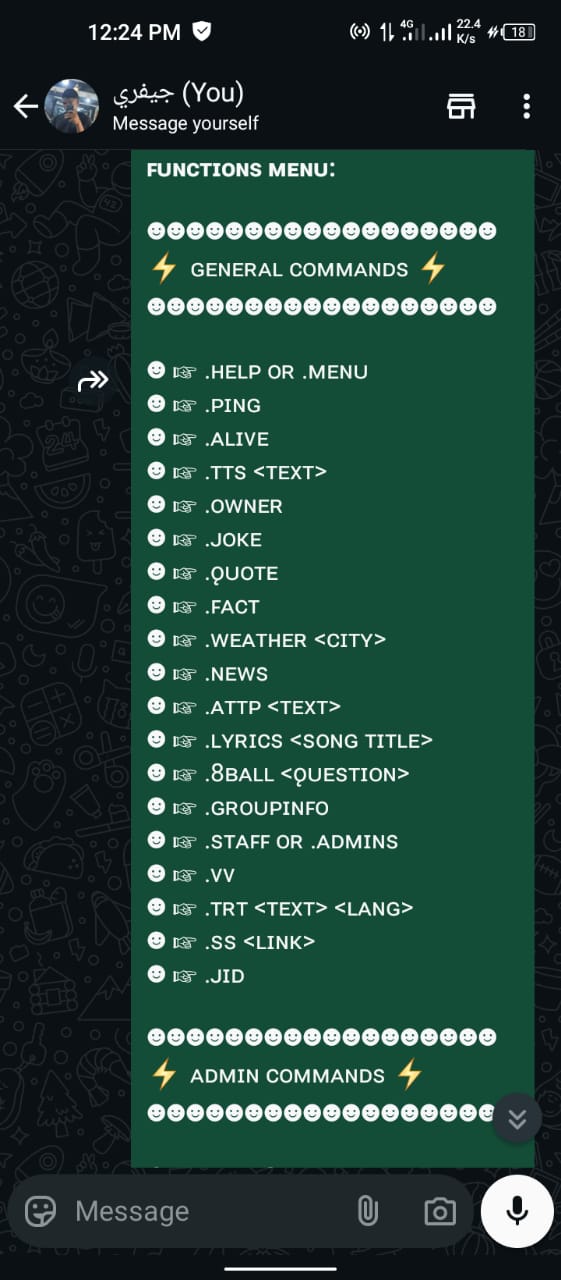 12:24 PM 4G 22.4 K/s 18
جيفري (You)
Message yourself
FUNCTIONS MENU:
☻☻☻☻☻☻☻☻☻☻☻☻☻☻☻☻☻☻
⚡ GENERAL COMMANDS ⚡
☻☻☻☻☻☻☻☻☻☻☻☻☻☻☻☻☻☻
☻ ☞ .HELP OR .MENU
☻ ☞ .PING
☻ ☞ .ALIVE
☻ ☞ .TTS <TEXT>
☻ ☞ .OWNER
☻ ☞ .JOKE
☻ ☞ .QUOTE
☻ ☞ .FACT
☻ ☞ .WEATHER <CITY>
☻ ☞ .NEWS
☻ ☞ .ATTP <TEXT>
☻ ☞ .LYRICS <SONG TITLE>
☻ ☞ .8BALL <QUESTION>
☻ ☞ .GROUPINFO
☻ ☞ .STAFF OR .ADMINS
☻ ☞ .VV
☻ ☞ .TRT <TEXT> <LANG>
☻ ☞ .SS <LINK>
☻ ☞ .JID
☻☻☻☻☻☻☻☻☻☻☻☻☻☻☻☻☻☻
⚡ ADMIN COMMANDS ⚡
☻☻☻☻☻☻☻☻☻☻☻☻☻☻☻☻☻☻
Message